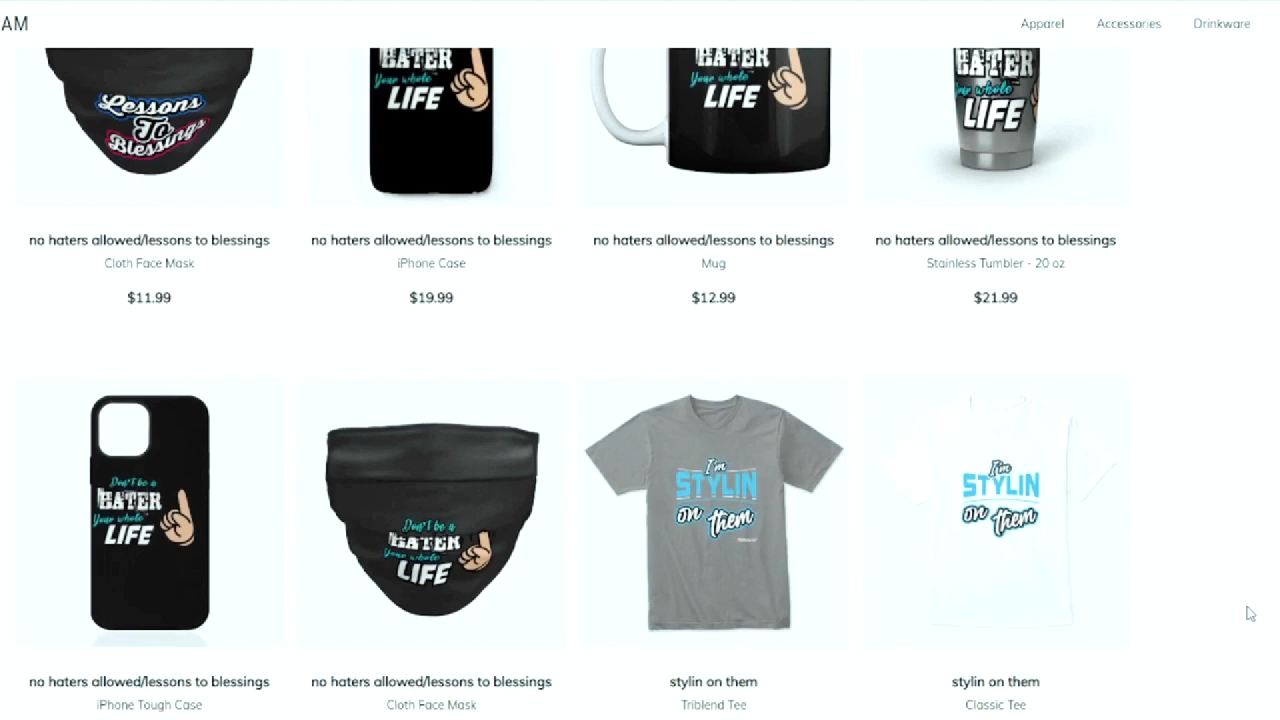 AM
Apparel
Accessories
Drinkware
Lessons
To
Blessings
HATER
Your whole
LIFE
HATER
Your whole
LIFE
HATER
Your whole
LIFE
no haters allowed/lessons to blessings
Cloth Face Mask
$11.99
no haters allowed/lessons to blessings
iPhone Case
$19.99
no haters allowed/lessons to blessings
Mug
$12.99
no haters allowed/lessons to blessings
Stainless Tumbler - 20 oz
$21.99
Don't be a
HATER
Your whole
LIFE
Don't be a
HATER
Your whole
LIFE
I'm
STYLIN
on them
I'm
STYLIN
on them
no haters allowed/lessons to blessings
iPhone Tough Case
no haters allowed/lessons to blessings
Cloth Face Mask
stylin on them
Triblend Tee
stylin on them
Classic Tee